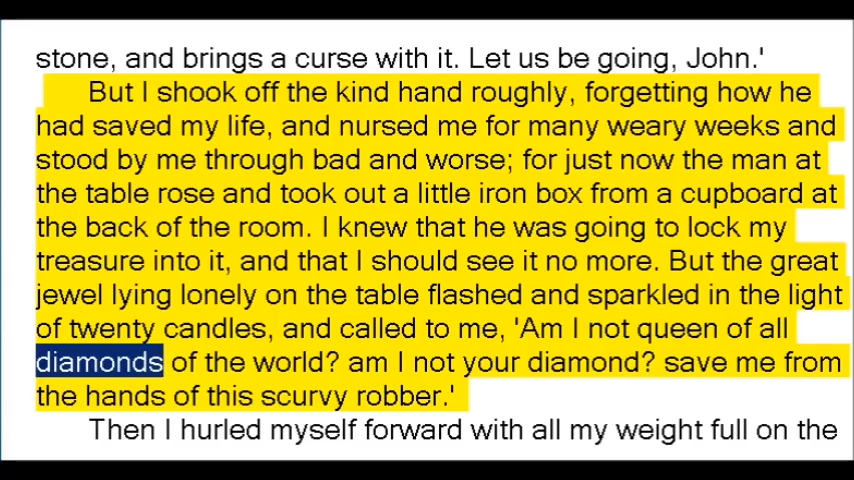 stone, and brings a curse with it. Let us be going, John.'
But I shook off the kind hand roughly, forgetting how he
had saved my life, and nursed me for many weary weeks and
stood by me through bad and worse; for just now the man at
the table rose and took out a little iron box from a cupboard at
the back of the room. I knew that he was going to lock my
treasure into it, and that I should see it no more. But the great
jewel lying lonely on the table flashed and sparkled in the light
of twenty candles, and called to me, 'Am I not queen of all
diamonds of the world? am I not your diamond? save me from
the hands of this scurvy robber.'
Then I hurled myself forward with all my weight full on the